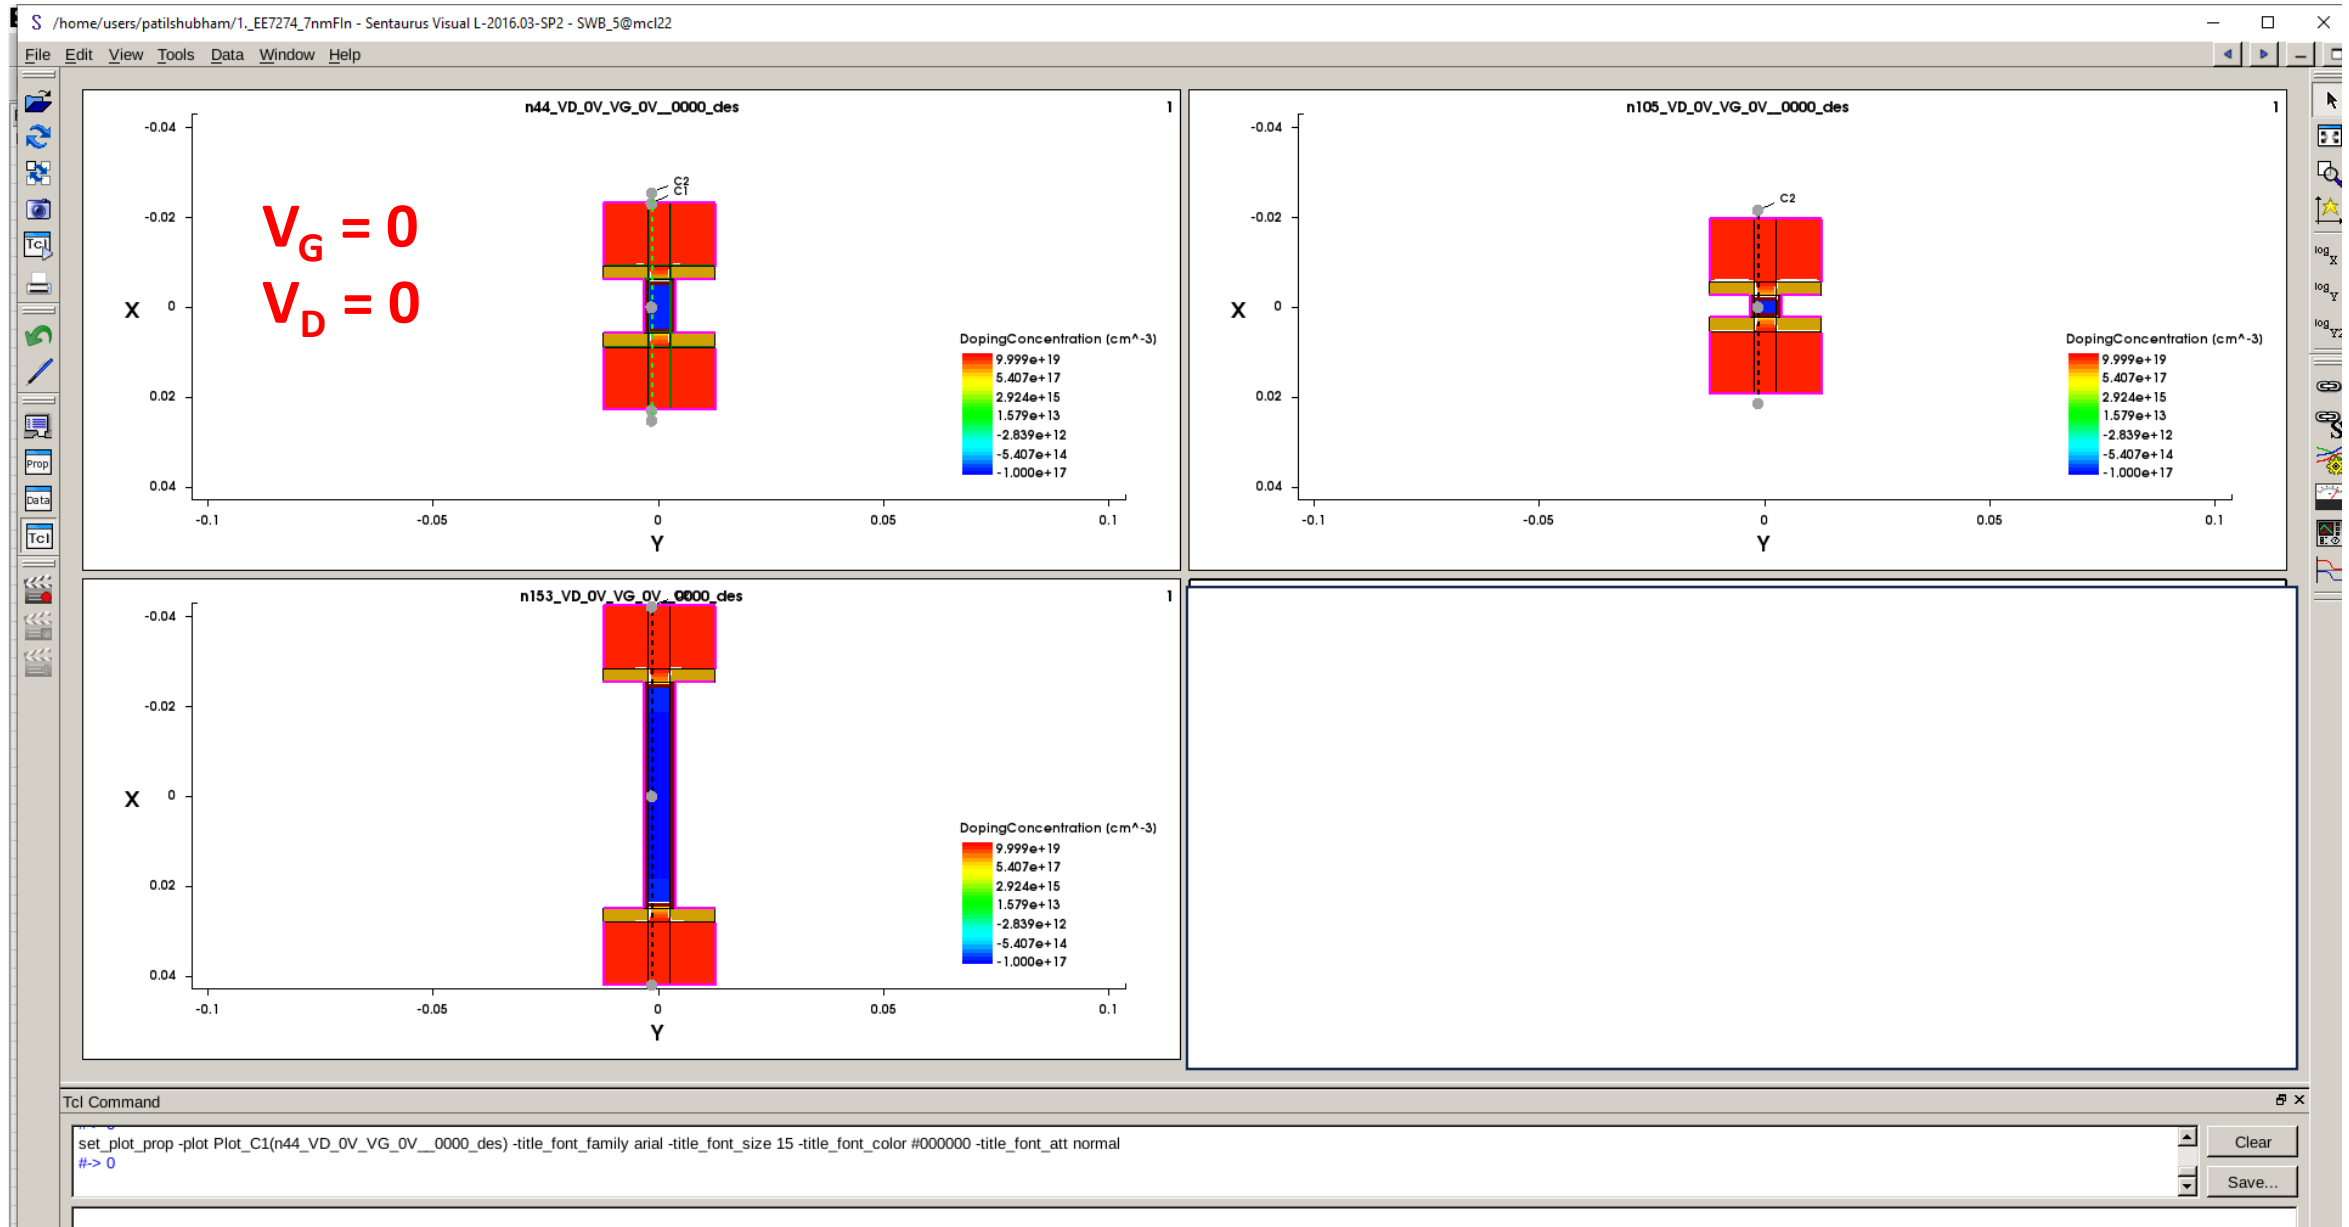 S /home/users/patilshubham/1._EE7274_7nmFIn - Sentaurus Visual L-2016.03-SP2 - SWB_5@mcl22
File Edit View Tools Data Window Help
n44_VD_0V_VG_0V__0000_des
1
C2
C1
VG = 0
VD = 0
-0.04
-0.02
0
0.02
0.04
X
-0.1
-0.05
0
0.05
0.1
Y
DopingConcentration (cm^-3)
9.999e+19
5.407e+17
2.924e+15
1.579e+13
-2.839e+12
-5.407e+14
-1.000e+17
n105_VD_0V_VG_0V__0000_des
1
C2
-0.04
-0.02
0
0.02
0.04
X
-0.1
-0.05
0
0.05
0.1
Y
DopingConcentration (cm^-3)
9.999e+19
5.407e+17
2.924e+15
1.579e+13
-2.839e+12
-5.407e+14
-1.000e+17
n153_VD_0V_VG_0V__0000_des
1
-0.04
-0.02
0
0.02
0.04
X
-0.1
-0.05
0
0.05
0.1
Y
DopingConcentration (cm^-3)
9.999e+19
5.407e+17
2.924e+15
1.579e+13
-2.839e+12
-5.407e+14
-1.000e+17
Tcl
Prop
Data
Tcl
log X
log Y
log Y2
S
Tcl Command
set_plot_prop -plot Plot_C1(n44_VD_0V_VG_0V__0000_des) -title_font_family arial -title_font_size 15 -title_font_color #000000 -title_font_att normal
#-> 0
Clear
Save...